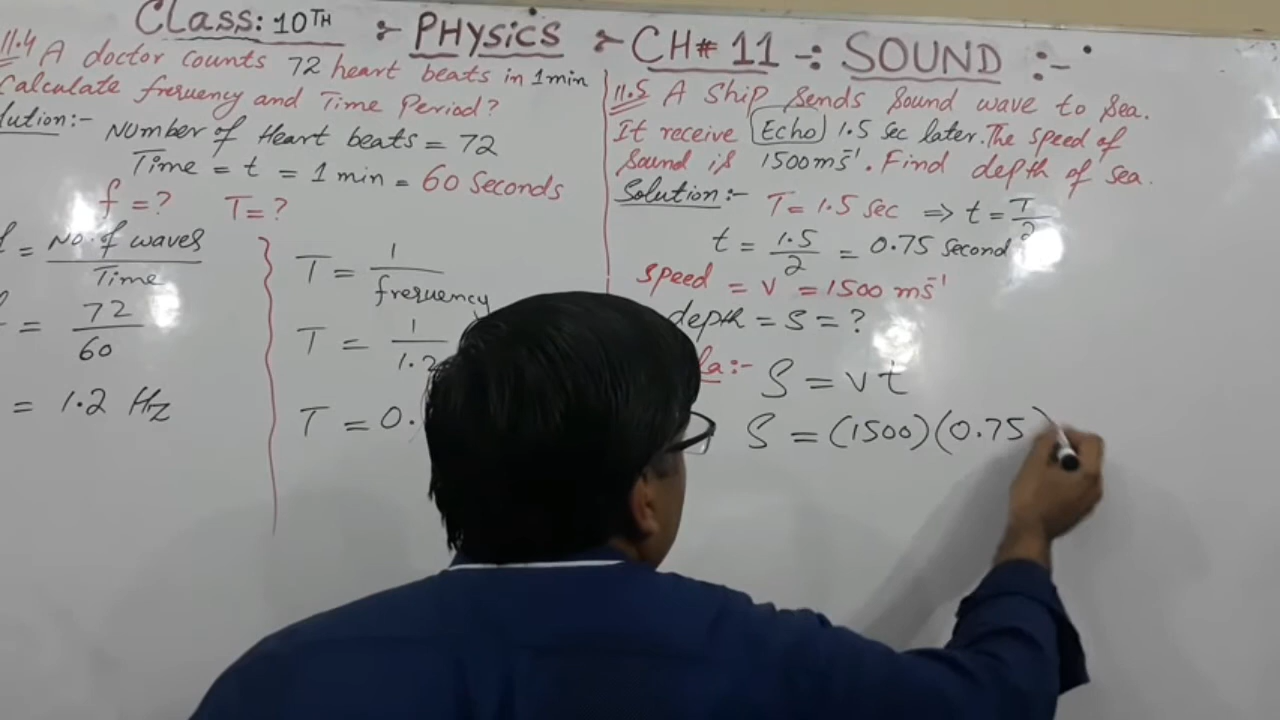 CLASS: 10TH :- PHYSICS :- CH# 11 -: SOUND :-
11.4 A doctor counts 72 heart beats in 1 min
Calculate freruency and Time Period?
lution:- Number of Heart beats = 72
Time = t = 1 min = 60 Seconds
f = ? T = ?
f = No. of waves / Time
= 72 / 60
= 1.2 Hz
T = 1 / freruency
T = 1 / 1.2
T = 0.
11.5 A Ship sends sound wave to sea.
It receive (Echo) 1.5 sec later. The speed of
sound is 1500 ms⁻¹. Find depth of sea.
Solution:- T = 1.5 sec ⇒ t = T / 2
t = 1.5 / 2 = 0.75 second
speed = v = 1500 ms⁻¹
depth = S = ?
la:- S = vt
S = (1500)(0.75)